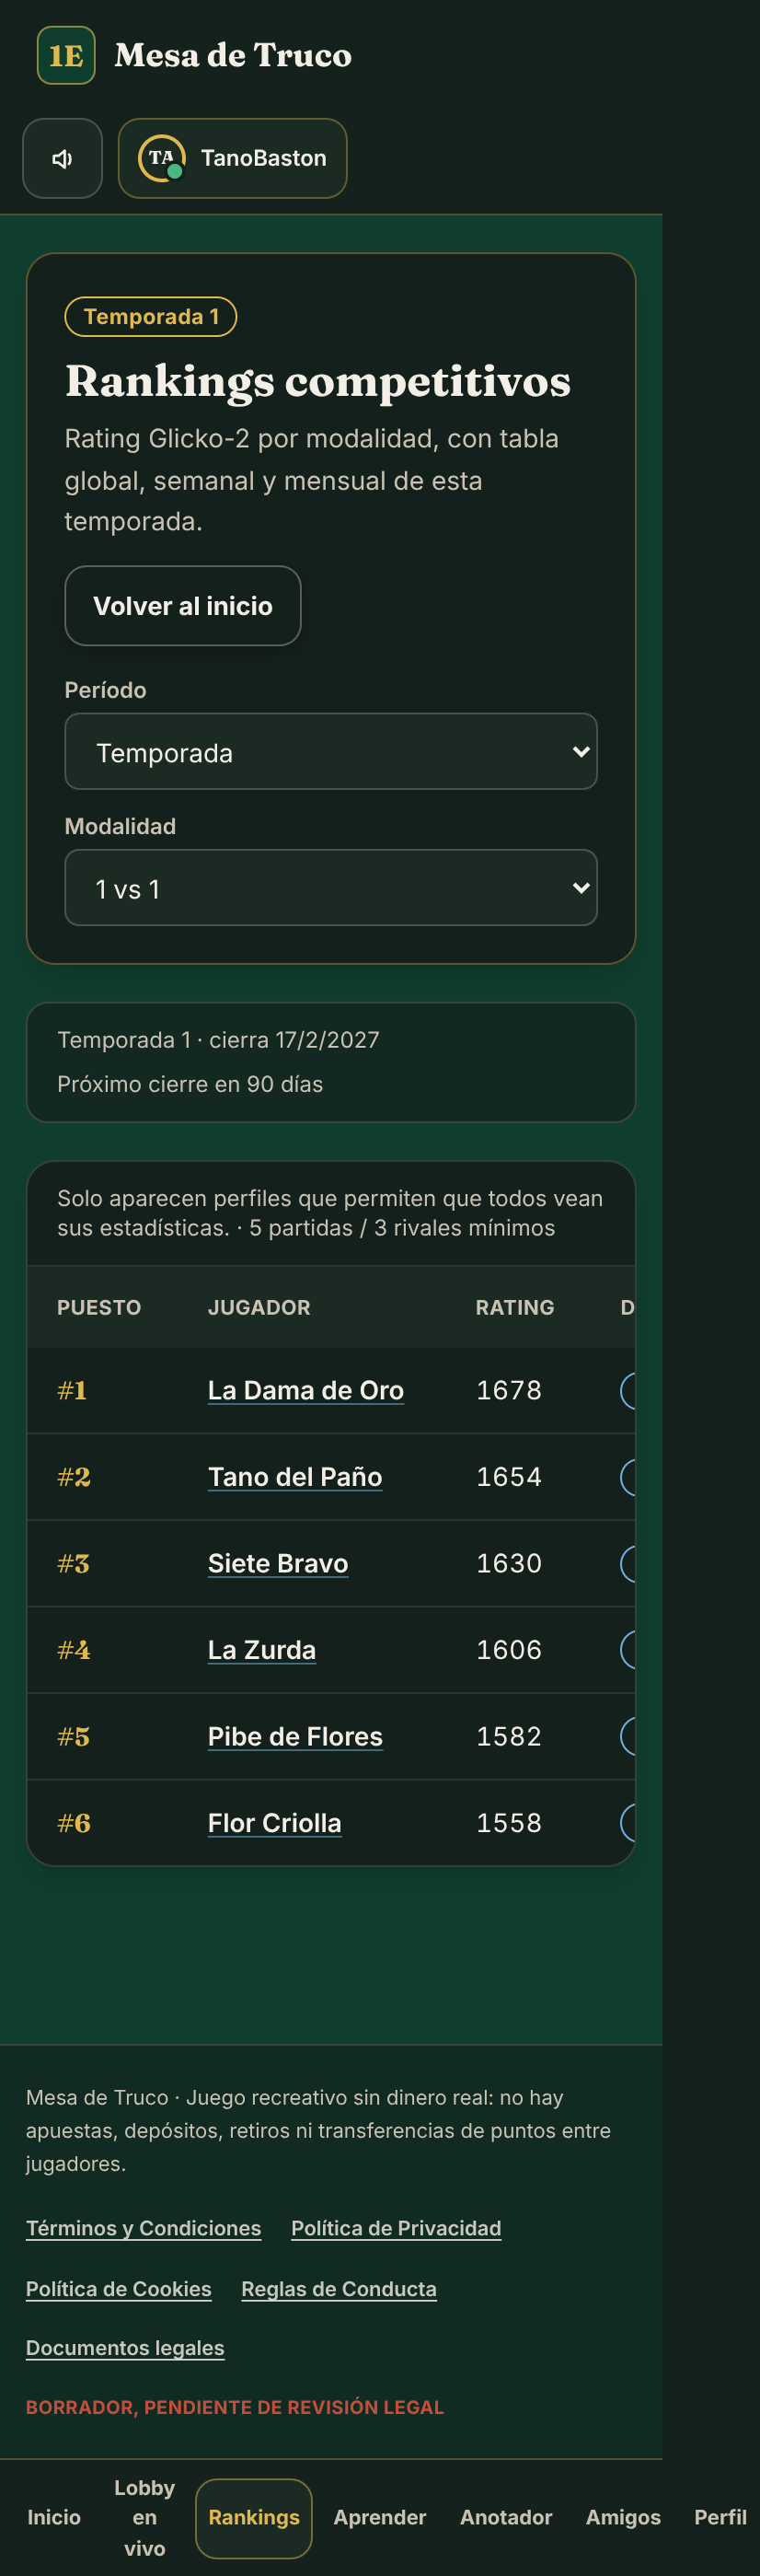 1E Mesa de Truco
TA TanoBaston
Temporada 1
Rankings competitivos
Rating Glicko-2 por modalidad, con tabla
global, semanal y mensual de esta
temporada.
Volver al inicio
Período
Temporada
Modalidad
1 vs 1
Temporada 1 · cierra 17/2/2027
Próximo cierre en 90 días
Solo aparecen perfiles que permiten que todos vean
sus estadísticas. · 5 partidas / 3 rivales mínimos
PUESTO JUGADOR RATING D
#1 La Dama de Oro 1678
#2 Tano del Paño 1654
#3 Siete Bravo 1630
#4 La Zurda 1606
#5 Pibe de Flores 1582
#6 Flor Criolla 1558
Mesa de Truco · Juego recreativo sin dinero real: no hay
apuestas, depósitos, retiros ni transferencias de puntos entre
jugadores.
Términos y Condiciones Política de Privacidad
Política de Cookies Reglas de Conducta
Documentos legales
BORRADOR, PENDIENTE DE REVISIÓN LEGAL
Inicio
Lobby
en
vivo
Rankings
Aprender
Anotador
Amigos
Perfil